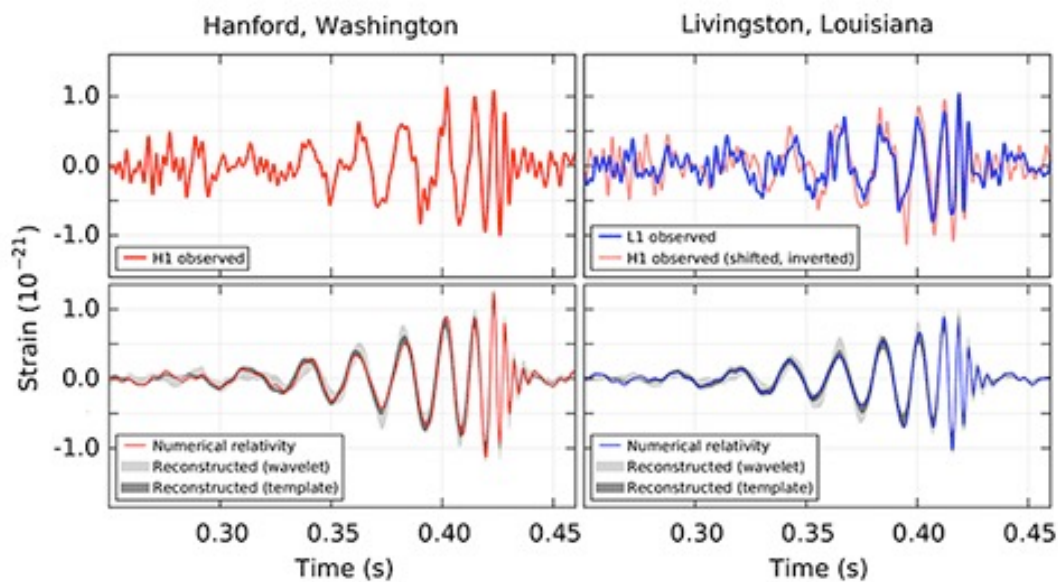 Hanford, Washington
Livingston, Louisiana
Strain (10⁻²¹)
1.0
0.0
-1.0
H1 observed
L1 observed
H1 observed (shifted, inverted)
1.0
0.0
-1.0
Numerical relativity
Reconstructed (wavelet)
Reconstructed (template)
Numerical relativity
Reconstructed (wavelet)
Reconstructed (template)
0.30 0.35 0.40 0.45
0.30 0.35 0.40 0.45
Time (s)
Time (s)